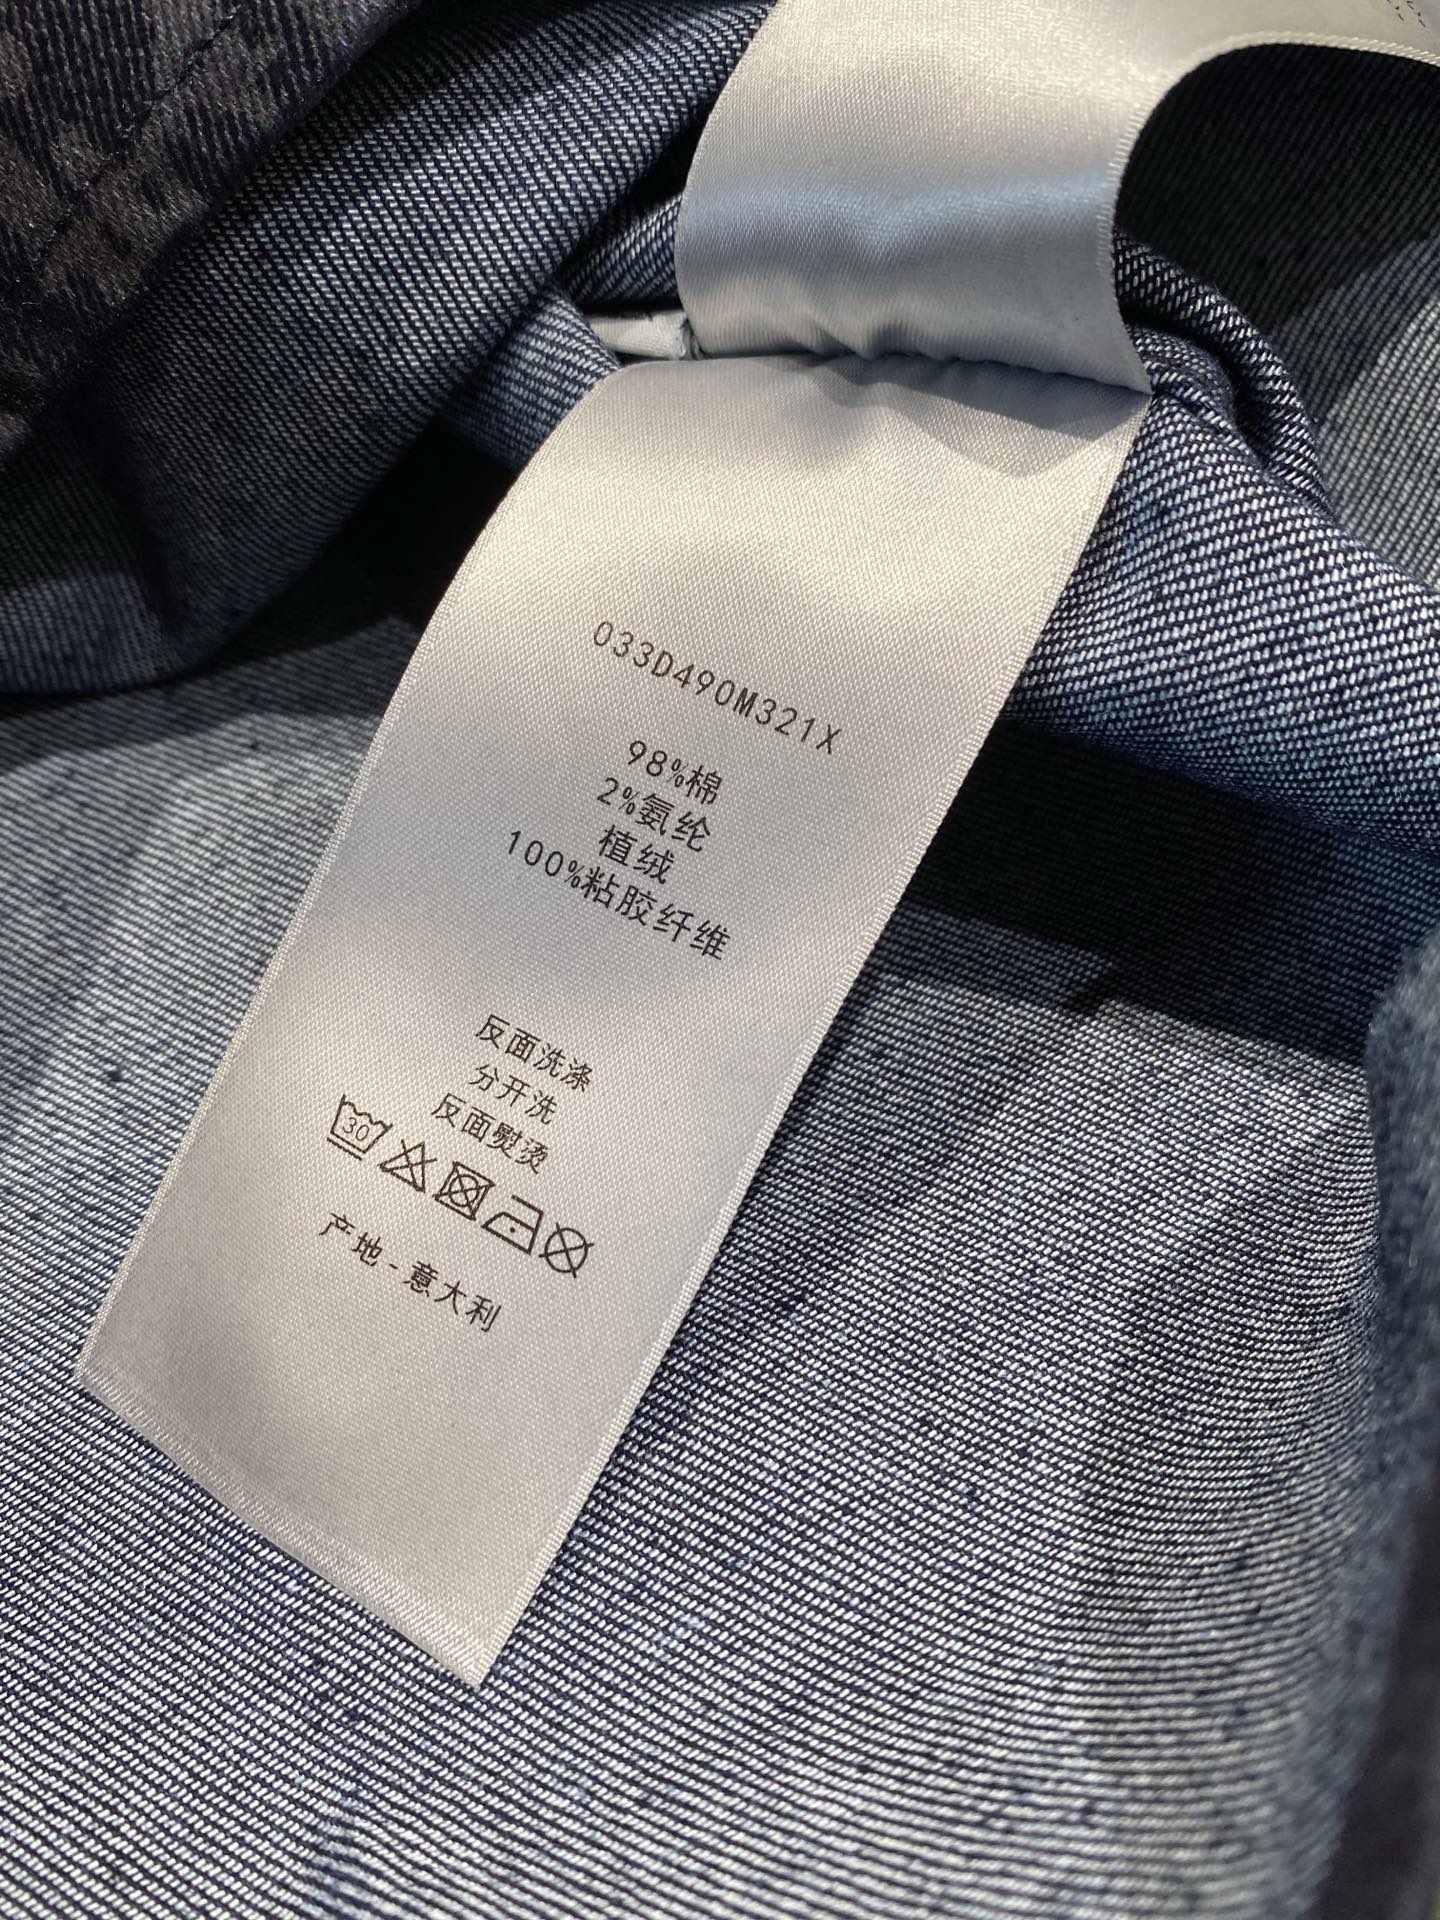 033D490M321X
98%棉
2%氨纶
植绒
100%粘胶纤维
反面洗涤
分开洗
反面熨烫
30
产地-意大利